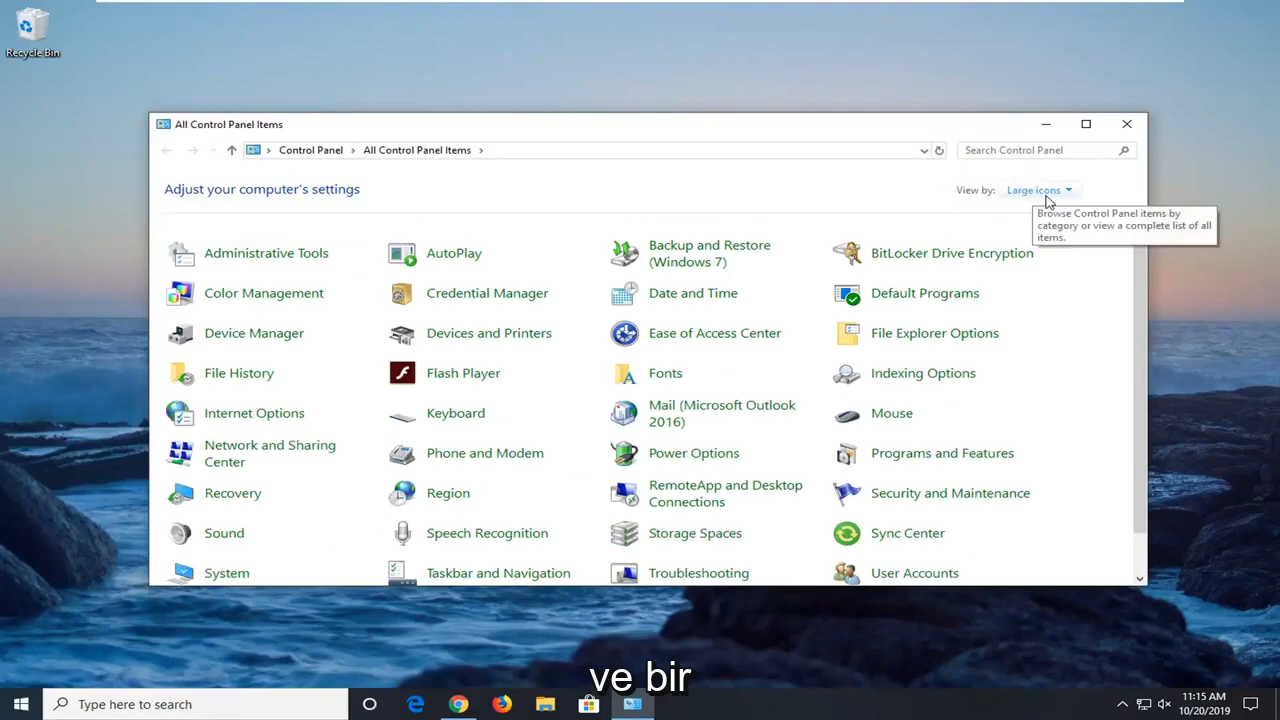 Recycle Bin
All Control Panel Items
Control Panel > All Control Panel Items >
Search Control Panel
Adjust your computer's settings
View by: Large icons
Browse Control Panel items by
category or view a complete list of all
items.
Administrative Tools
AutoPlay
Backup and Restore
(Windows 7)
BitLocker Drive Encryption
Color Management
Credential Manager
Date and Time
Default Programs
Device Manager
Devices and Printers
Ease of Access Center
File Explorer Options
File History
Flash Player
Fonts
Indexing Options
Internet Options
Keyboard
Mail (Microsoft Outlook
2016)
Mouse
Network and Sharing
Center
Phone and Modem
Power Options
Programs and Features
Recovery
Region
RemoteApp and Desktop
Connections
Security and Maintenance
Sound
Speech Recognition
Storage Spaces
Sync Center
System
Taskbar and Navigation
Troubleshooting
User Accounts
ve bir
Type here to search
11:15 AM
10/20/2019